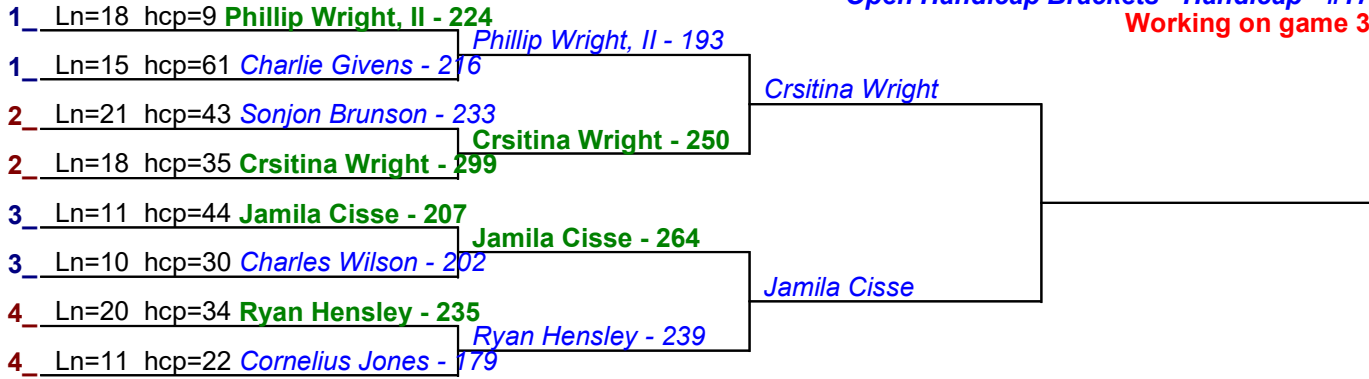 Open Handicap Brackets - Handicap - #17
Working on game 3
1_ Ln=18 hcp=9 Phillip Wright, II - 224
Phillip Wright, II - 193
1_ Ln=15 hcp=61 Charlie Givens - 216
Crsitina Wright
2_ Ln=21 hcp=43 Sonjon Brunson - 233
Crsitina Wright - 250
2_ Ln=18 hcp=35 Crsitina Wright - 299
3_ Ln=11 hcp=44 Jamila Cisse - 207
Jamila Cisse - 264
3_ Ln=10 hcp=30 Charles Wilson - 202
Jamila Cisse
4_ Ln=20 hcp=34 Ryan Hensley - 235
Ryan Hensley - 239
4_ Ln=11 hcp=22 Cornelius Jones - 179